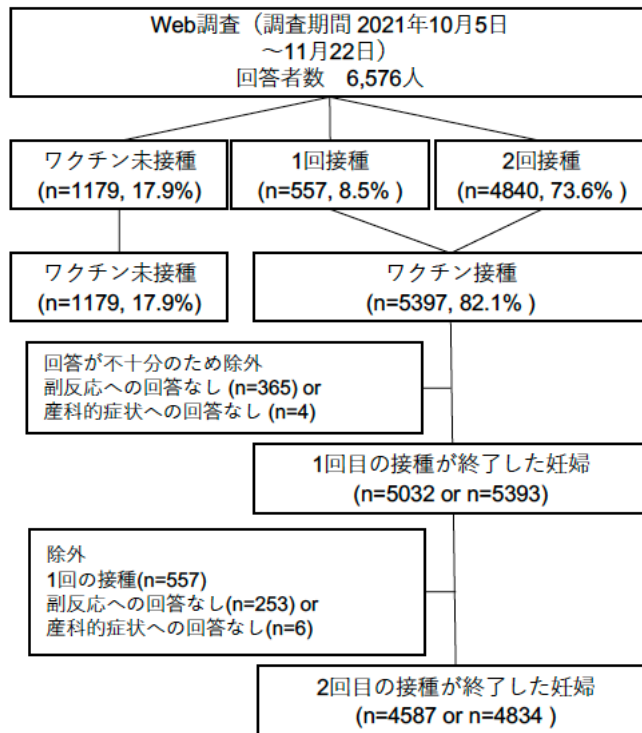 Web調査（調査期間 2021年10月5日
～11月22日）
回答者数　6,576人
ワクチン未接種
(n=1179, 17.9%)
1回接種
(n=557, 8.5% )
2回接種
(n=4840, 73.6% )
ワクチン未接種
(n=1179, 17.9%)
ワクチン接種
(n=5397, 82.1% )
回答が不十分のため除外
副反応への回答なし (n=365) or
産科的症状への回答なし (n=4)
1回目の接種が終了した妊婦
(n=5032 or n=5393)
除外
1回の接種(n=557)
副反応への回答なし(n=253) or
産科的症状への回答なし(n=6)
2回目の接種が終了した妊婦
(n=4587 or n=4834 )